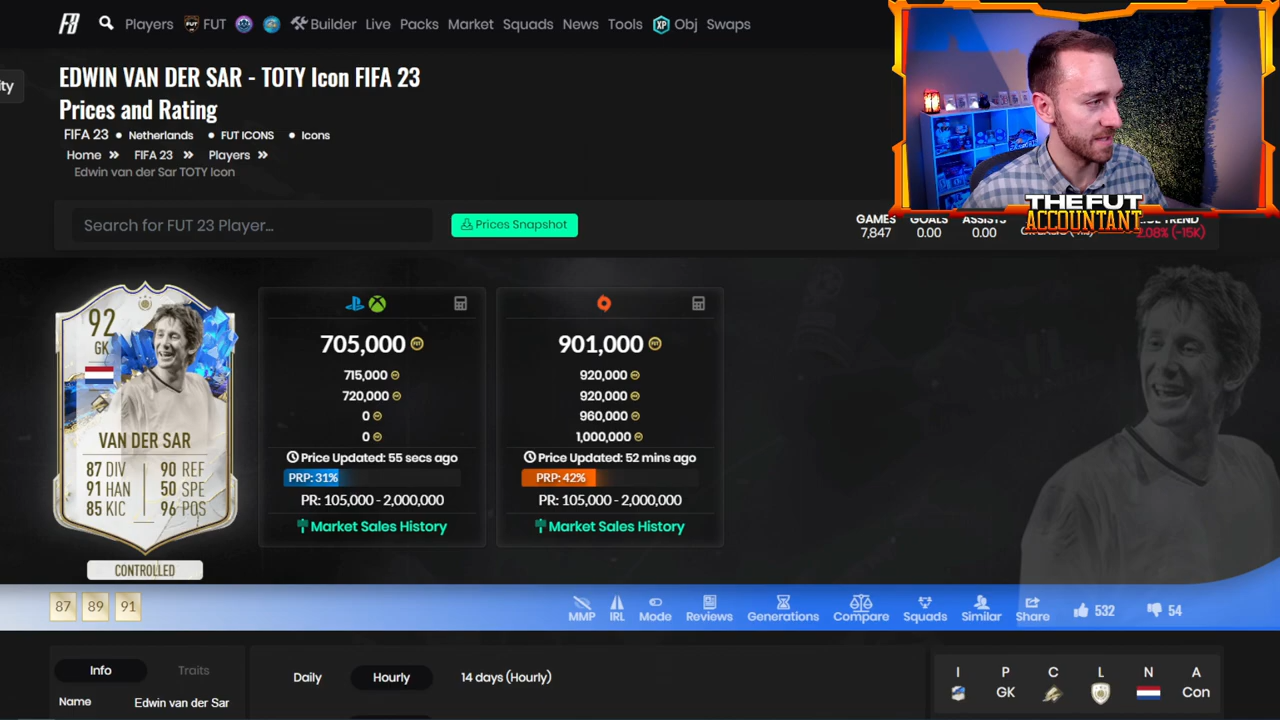 F8 Players FUT Builder Live Packs Market Squads News Tools XP Obj Swaps
ty
EDWIN VAN DER SAR - TOTY Icon FIFA 23
Prices and Rating
FIFA 23 • Netherlands • FUT ICONS • Icons
Home » FIFA 23 » Players »
Edwin van der Sar TOTY Icon
THE FUT
ACCOUNTANT
Search for FUT 23 Player...
Prices Snapshot
GAMES GOALS ASSISTS TREND
7,847 0.00 0.00 2.08% (-15K)
92
GK
VAN DER SAR
87 DIV 90 REF
91 HAN 50 SPE
85 KIC 96 POS
CONTROLLED
705,000
715,000
720,000
0
0
Price Updated: 55 secs ago
PRP: 31%
PR: 105,000 - 2,000,000
Market Sales History
901,000
920,000
920,000
960,000
1,000,000
Price Updated: 52 mins ago
PRP: 42%
PR: 105,000 - 2,000,000
Market Sales History
87 89 91
MMP IRL Mode Reviews Generations Compare Squads Similar Share 532 54
Info Traits
Name Edwin van der Sar
Daily Hourly 14 days (Hourly)
I P C L N A
GK Con